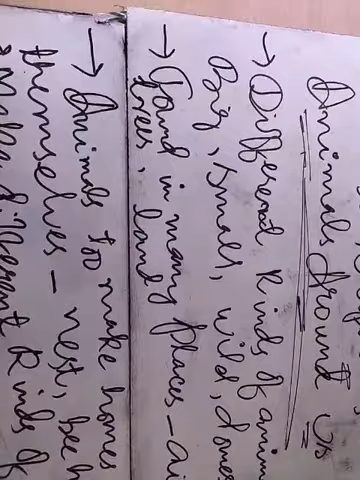 Animals Around Us
→ Different Kinds of anim
Big, small, wild, domes
→ Found in many places - ai
trees, land
→ Animals too make homes
themselves - nest, beeh
→ Make different Kinds of